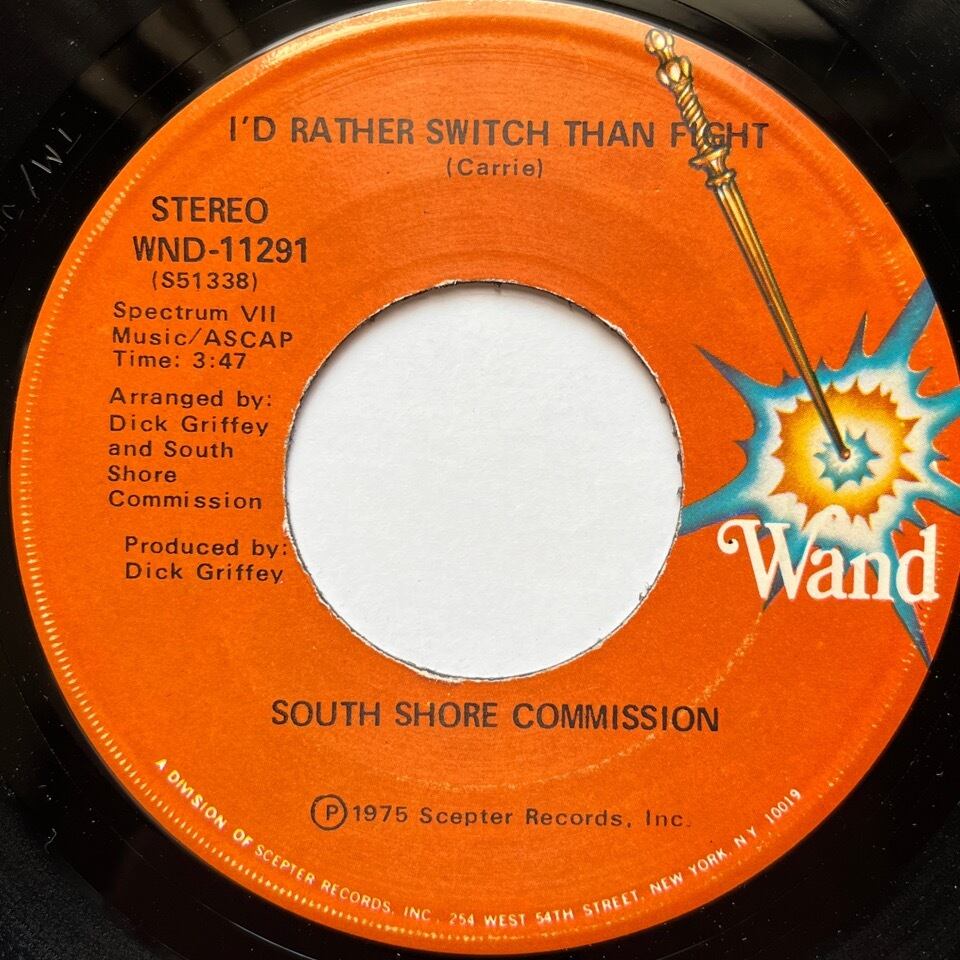 I'D RATHER SWITCH THAN FIGHT
(Carrie)
STEREO
WND-11291
(S51338)
Spectrum VII
Music/ASCAP
Time: 3:47
Arranged by:
Dick Griffey
and South
Shore
Commission
Produced by:
Dick Griffey
Wand
SOUTH SHORE COMMISSION
Ⓟ1975 Scepter Records, Inc.
A DIVISION OF SCEPTER RECORDS, INC., 254 WEST 54TH STREET, NEW YORK, N.Y. 10019